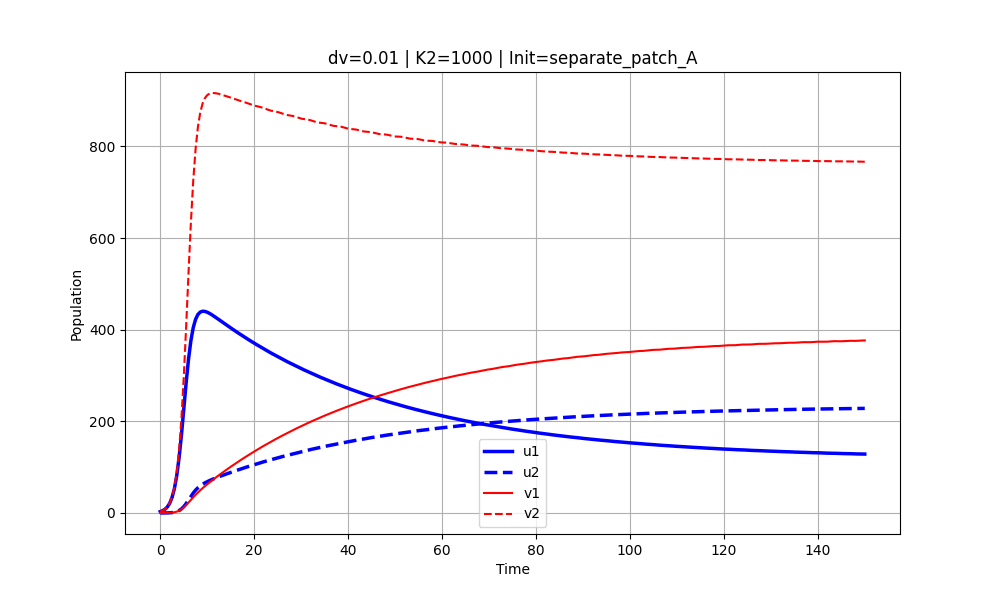 dv=0.01 | K2=1000 | Init=separate_patch_A
Population
800
600
400
200
0
0 20 40 60 80 100 120 140
Time
u1
u2
v1
v2